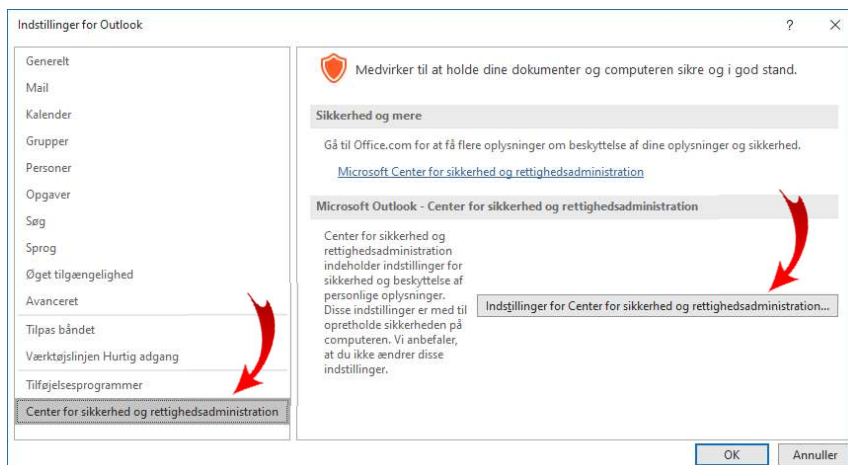 Indstillinger for Outlook
?
Generelt
Mail
Kalender
Grupper
Personer
Opgaver
Søg
Sprog
Øget tilgængelighed
Avanceret
Tilpas båndet
Værktøjslinjen Hurtig adgang
Tilføjelsesprogrammer
Center for sikkerhed og rettighedsadministration
Medvirker til at holde dine dokumenter og computeren sikre og i god stand.
Sikkerhed og mere
Gå til Office.com for at få flere oplysninger om beskyttelse af dine oplysninger og sikkerhed.
Microsoft Center for sikkerhed og rettighedsadministration
Microsoft Outlook - Center for sikkerhed og rettighedsadministration
Center for sikkerhed og
rettighedsadministration
indeholder indstillinger for
sikkerhed og beskyttelse af
personlige oplysninger.
Disse indstillinger er med til
opretholde sikkerheden på
computeren. Vi anbefaler,
at du ikke ændrer disse
indstillinger.
Indstillinger for Center for sikkerhed og rettighedsadministration...
OK
Annuller